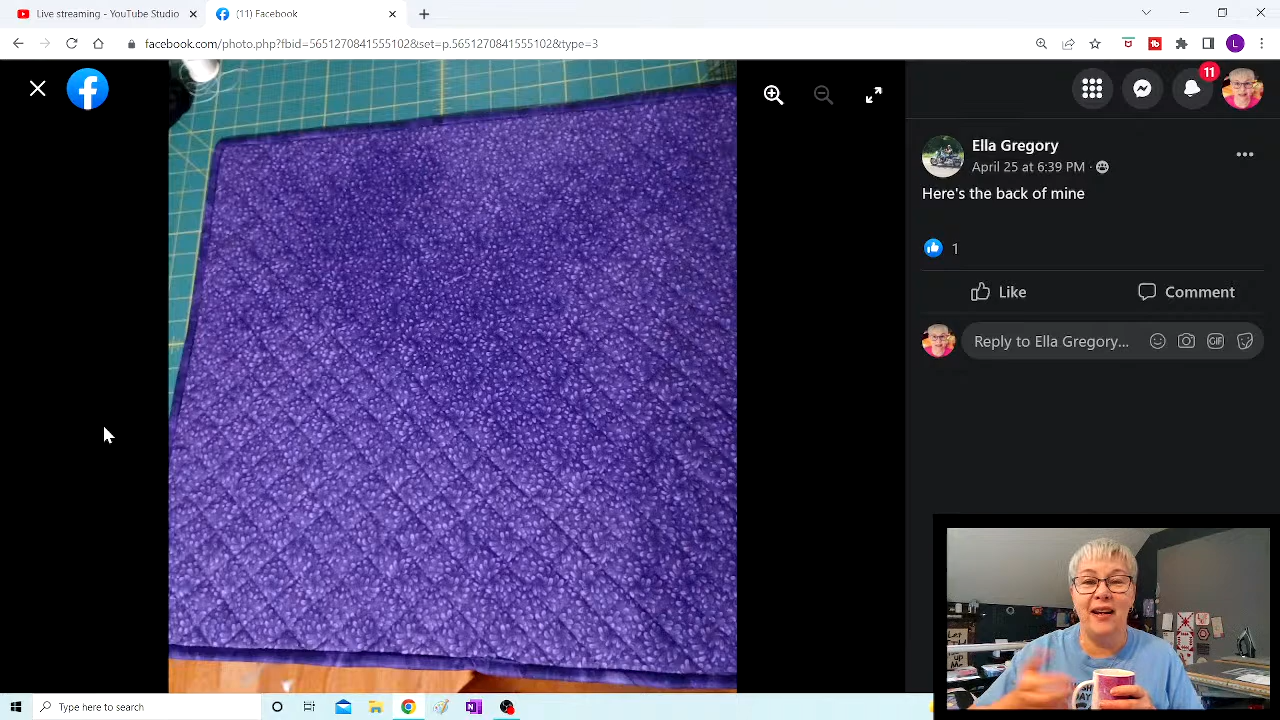 Live streaming - YouTube Studio
(11) Facebook
facebook.com/photo.php?fbid=5651270841555102&set=p.5651270841555102&type=3
L
11
Ella Gregory
April 25 at 6:39 PM ·
Here's the back of mine
1
Like
Comment
Reply to Ella Gregory...
GIF
Type here to search